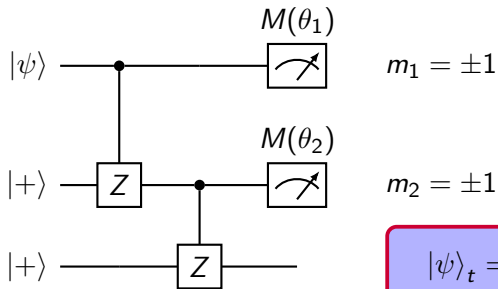 M(θ₁)
|ψ⟩ m₁ = ±1
M(θ₂)
|+⟩ Z m₂ = ±1
|+⟩ Z |ψ⟩ₜ =